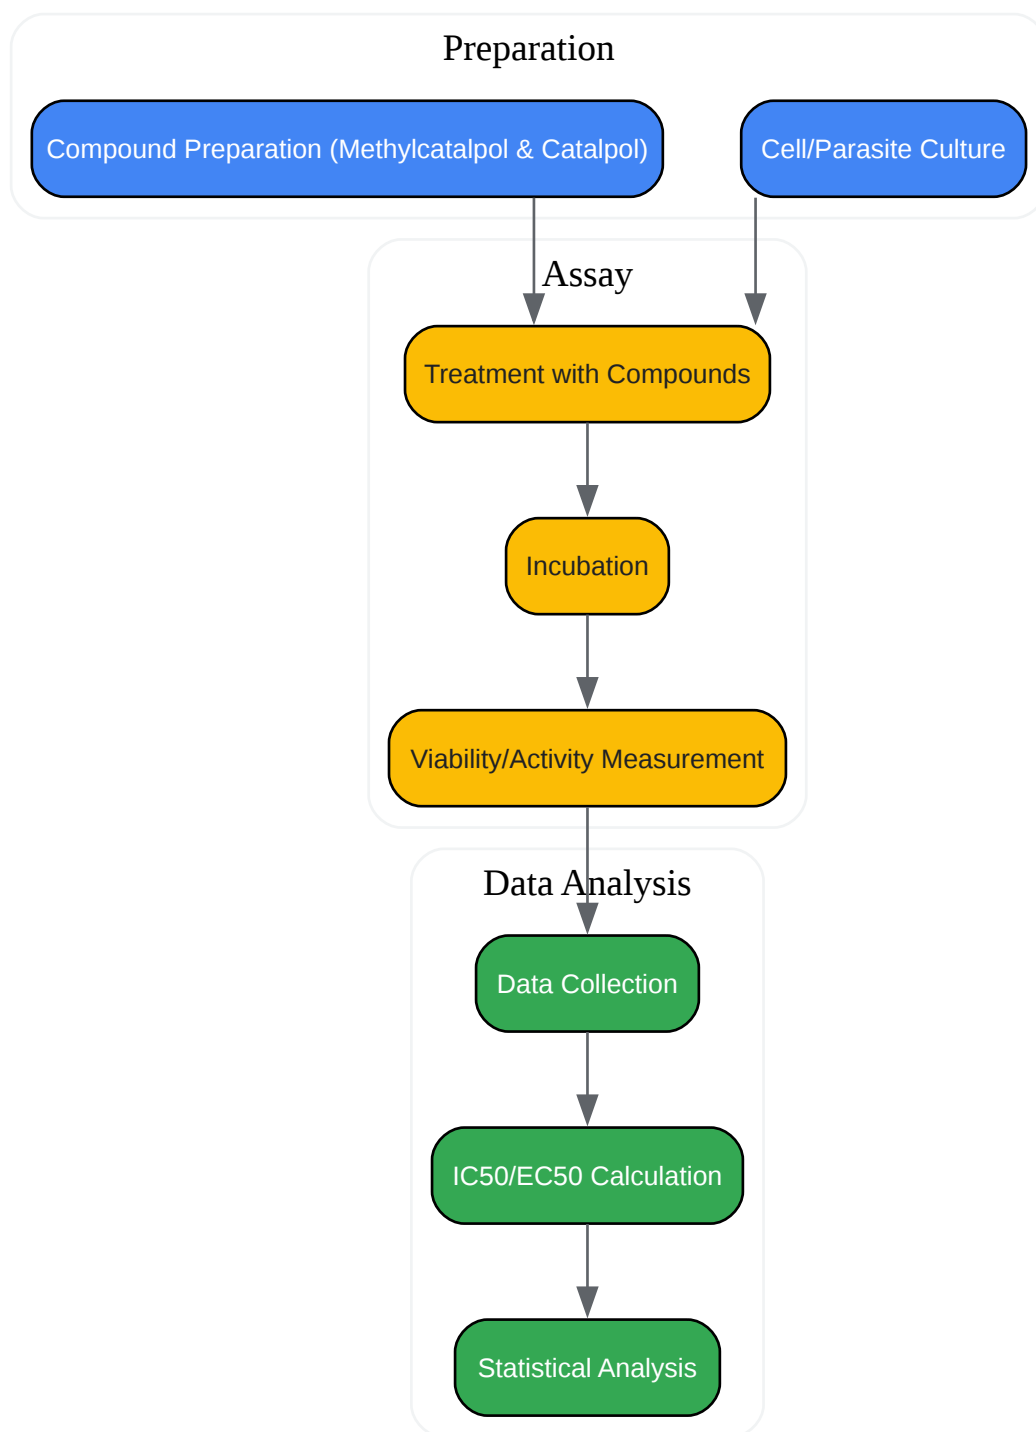 Preparation
Compound Preparation (Methylcatalpol & Catalpol)
Cell/Parasite Culture
Assay
Treatment with Compounds
Incubation
Viability/Activity Measurement
Data Analysis
Data Collection
IC50/EC50 Calculation
Statistical Analysis